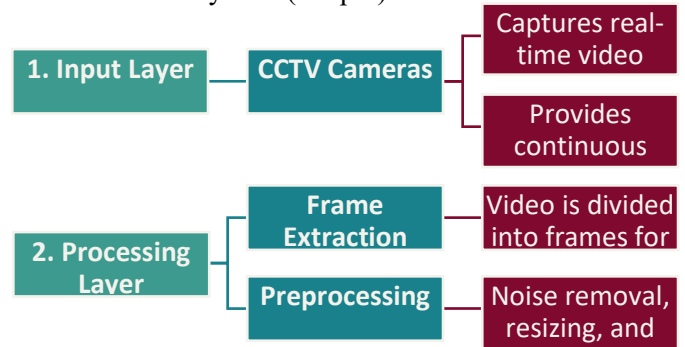 1. Input Layer
CCTV Cameras
Captures real-
time video
Provides
continuous
2. Processing
Layer
Frame
Extraction
Video is divided
into frames for
Preprocessing
Noise removal,
resizing, and